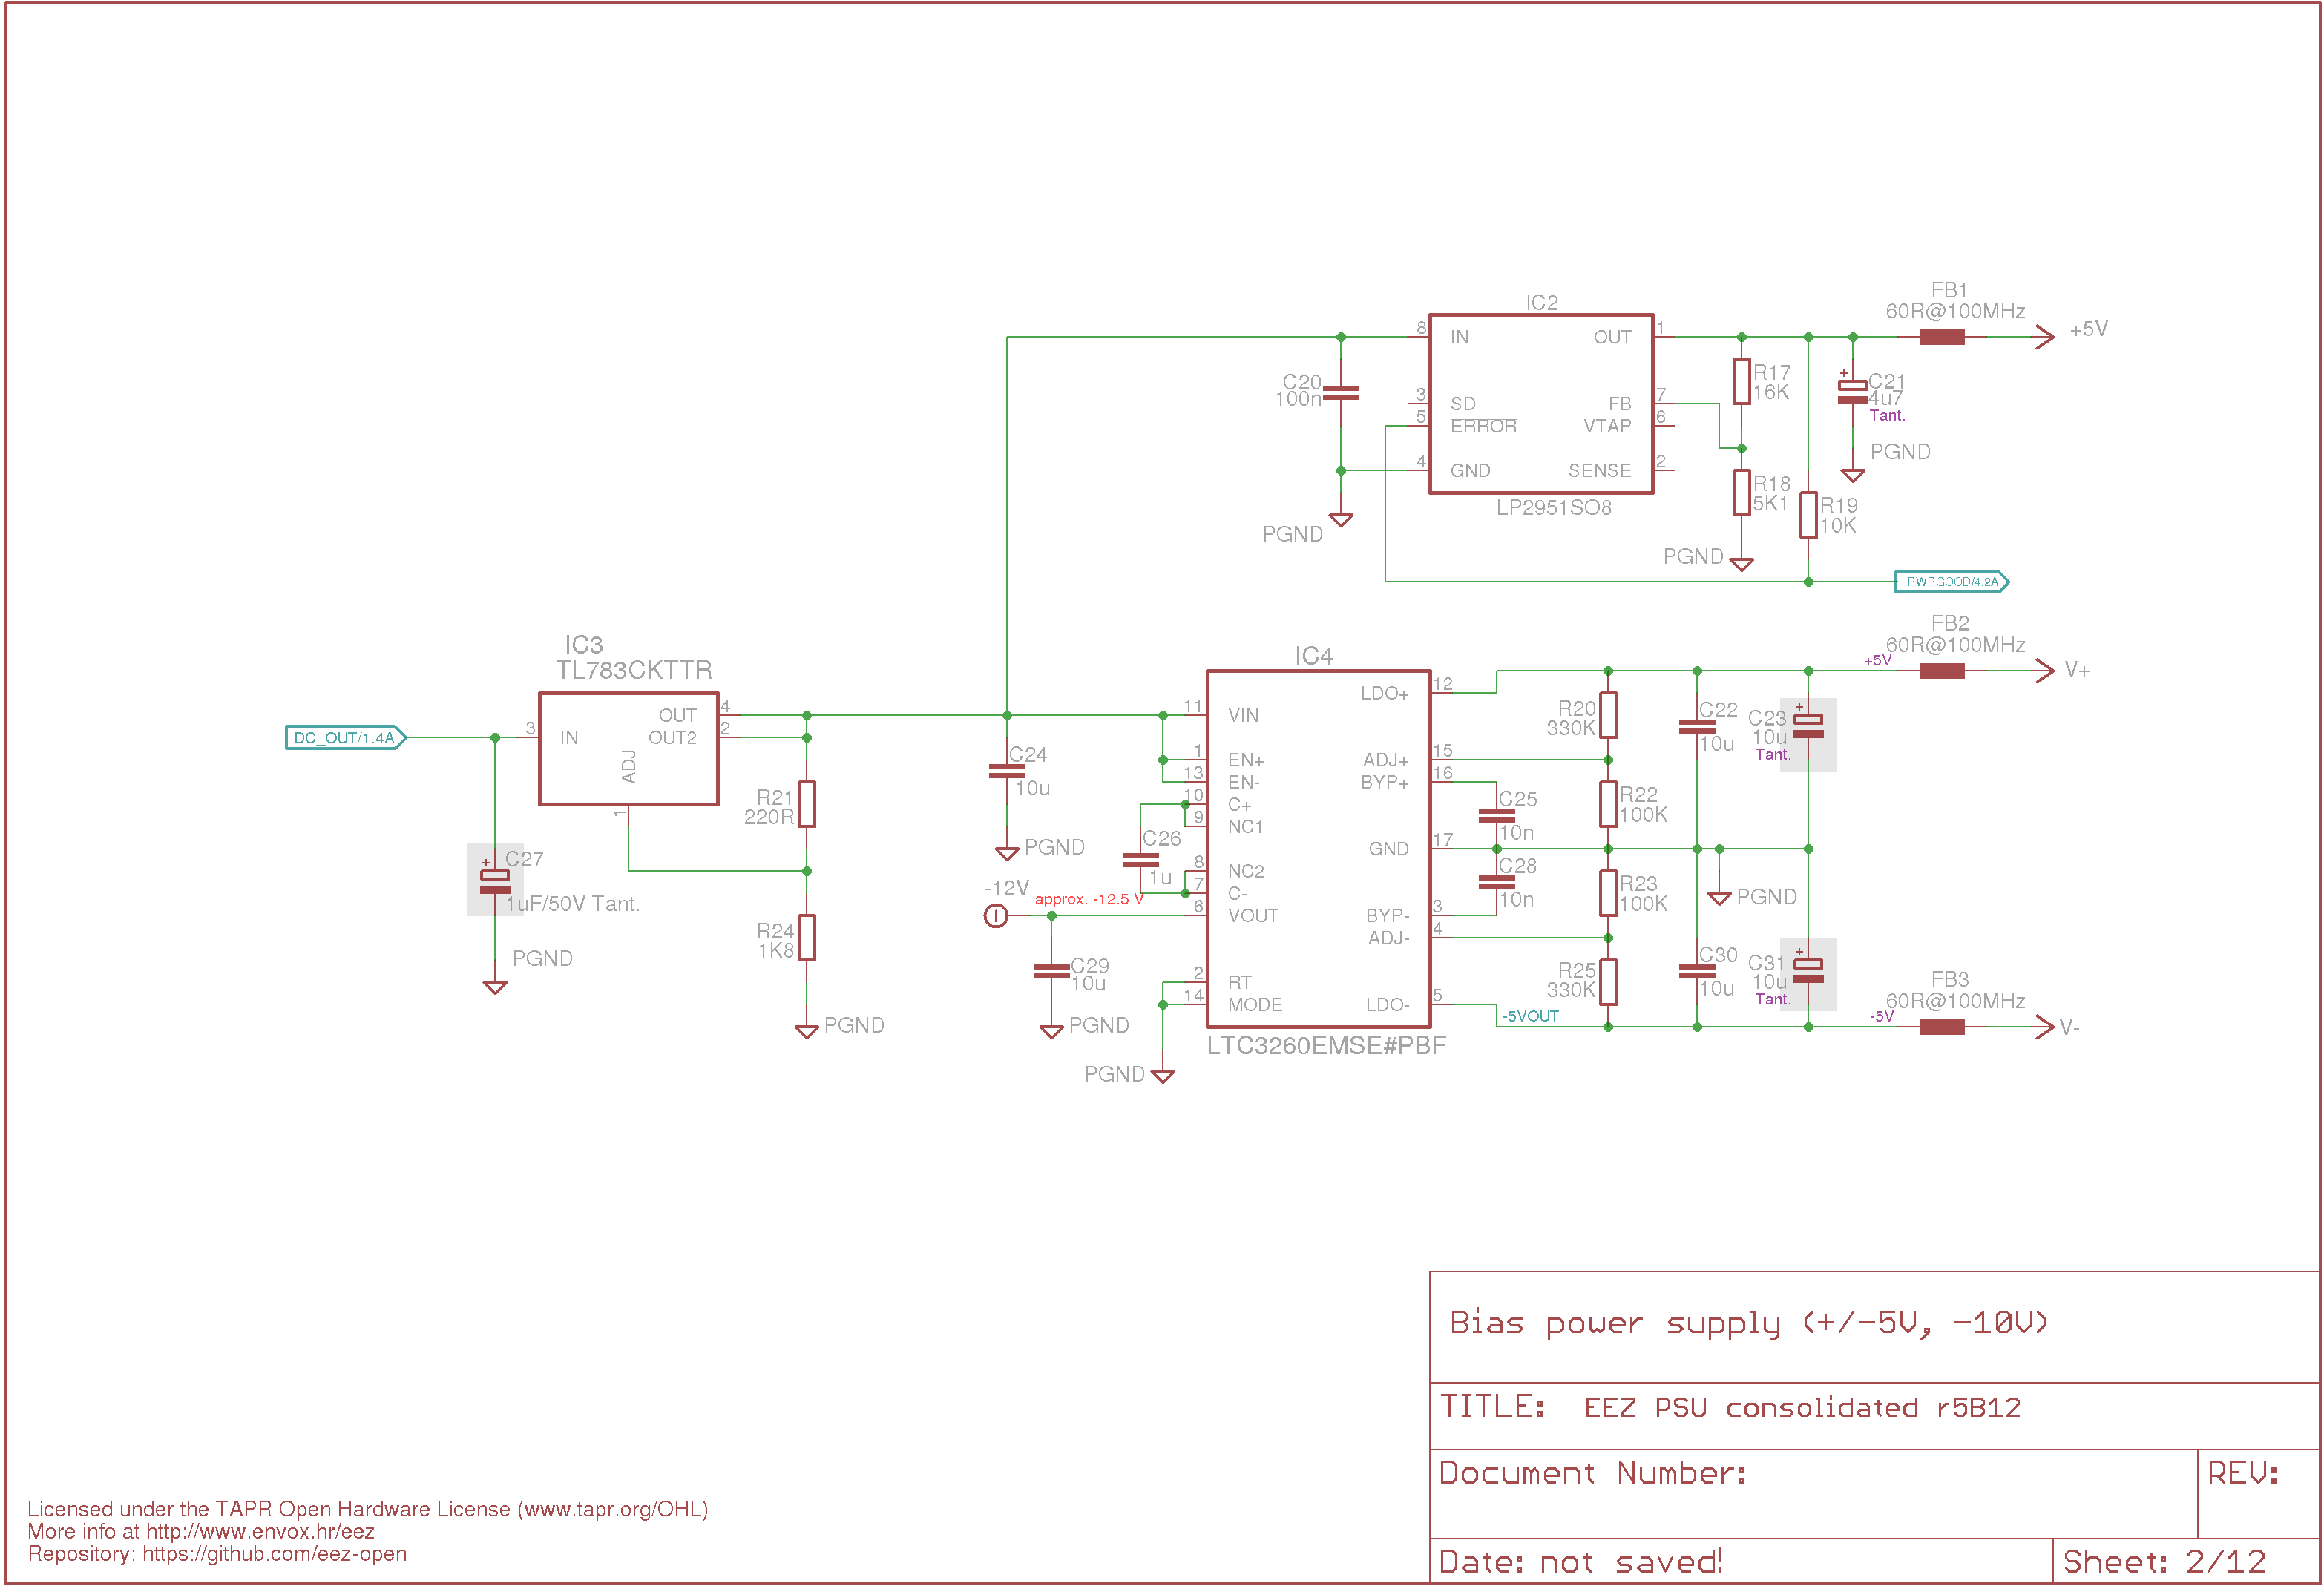 IC2
8
IN
OUT
1
3
SD
FB
7
5
ERROR
VTAP
6
4
GND
SENSE
2
LP2951SO8
C20
100n
PGND
R17
16K
R18
5K1
PGND
C21
4u7
Tant.
PGND
R19
10K
FB1
60R@100MHz
+5V
PWRGOOD/4.2A
IC3
TL783CKTTR
DC_OUT/1.4A
3
IN
OUT
4
OUT2
2
ADJ
1
C27
1uF/50V Tant.
PGND
R21
220R
R24
1K8
PGND
C24
10u
PGND
C26
1u
-12V
approx. -12.5 V
C29
10u
PGND
PGND
IC4
11
VIN
1
EN+
13
EN-
10
C+
9
NC1
8
NC2
7
C-
6
VOUT
2
RT
14
MODE
LDO+
12
ADJ+
15
BYP+
16
GND
17
BYP-
3
ADJ-
4
LDO-
5
LTC3260EMSE#PBF
-5VOUT
C25
10n
C28
10n
R20
330K
R22
100K
R23
100K
R25
330K
C22
10u
C23
10u
Tant.
PGND
C30
10u
C31
10u
Tant.
+5V
FB2
60R@100MHz
V+
-5V
FB3
60R@100MHz
V-
Bias power supply (+/-5V, -10V)
TITLE: EEZ PSU consolidated r5B12
Document Number:
REV:
Date: not saved!
Sheet: 2/12
Licensed under the TAPR Open Hardware License (www.tapr.org/OHL)
More info at http://www.envox.hr/eez
Repository: https://github.com/eez-open